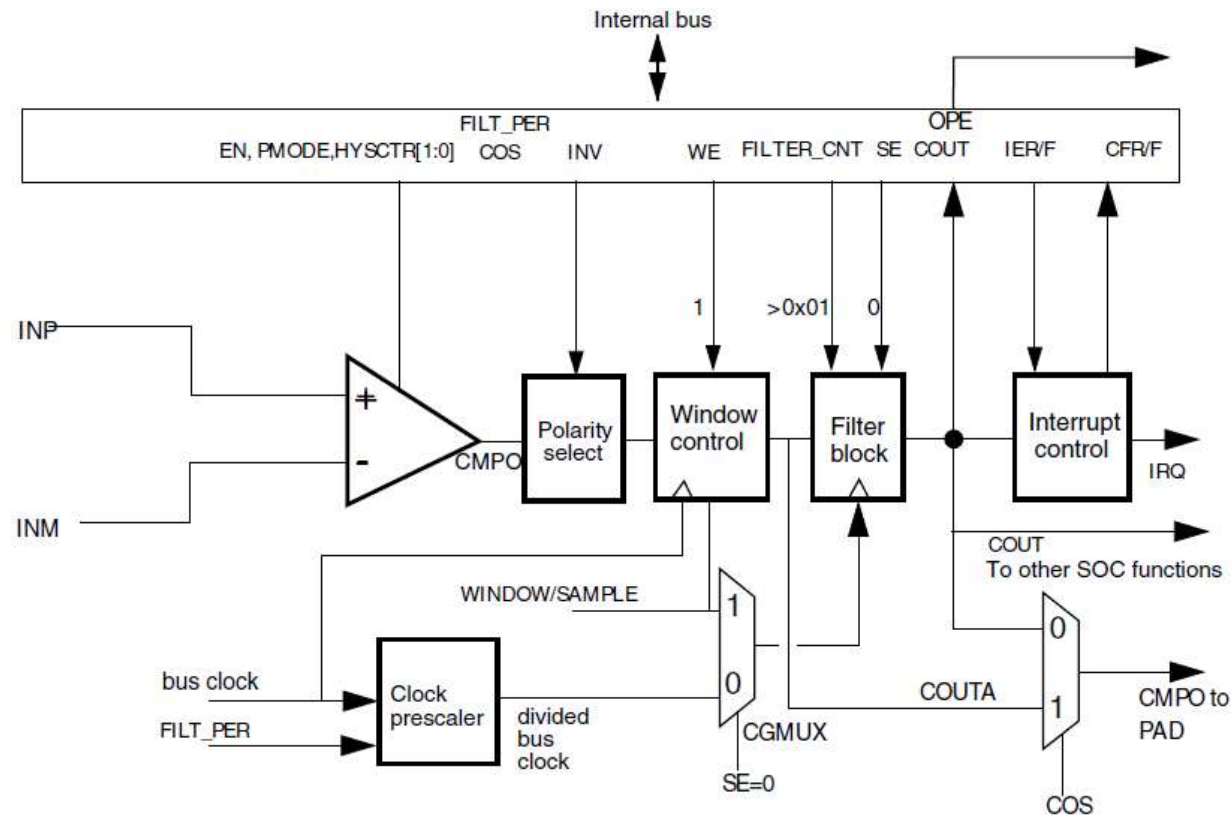 Internal bus
FILT_PER
OPE
EN, PMODE,HYSCTR[1:0]
COS
INV
WE
FILTER_CNT
SE
COUT
IER/F
CFR/F
1
>0x01
0
INP
+
-
INM
CMPO
Polarity
select
Window
control
Filter
block
Interrupt
control
IRQ
COUT
To other SOC functions
WINDOW/SAMPLE
1
0
CGMUX
SE=0
bus clock
FILT_PER
Clock
prescaler
divided
bus
clock
COUTA
0
1
CMPO to
PAD
COS